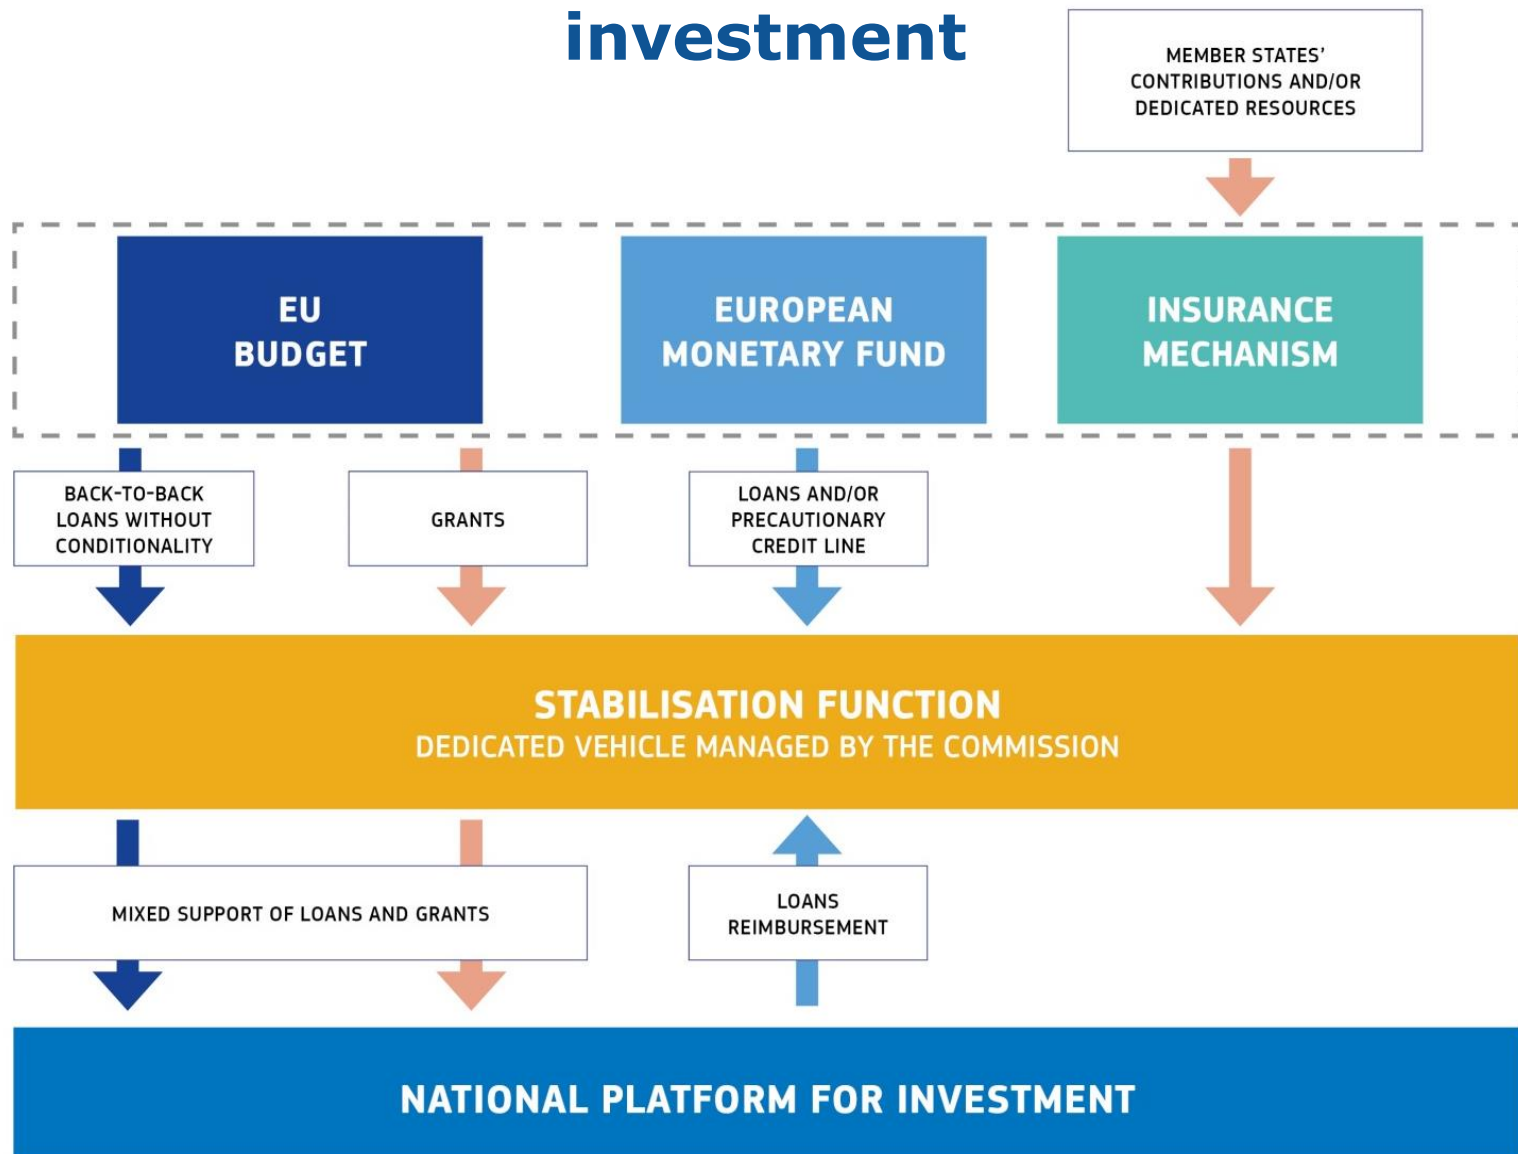 investment
MEMBER STATES'
CONTRIBUTIONS AND/OR
DEDICATED RESOURCES
EU
BUDGET
EUROPEAN
MONETARY FUND
INSURANCE
MECHANISM
BACK-TO-BACK
LOANS WITHOUT
CONDITIONALITY
GRANTS
LOANS AND/OR
PRECAUTIONARY
CREDIT LINE
STABILISATION FUNCTION
DEDICATED VEHICLE MANAGED BY THE COMMISSION
MIXED SUPPORT OF LOANS AND GRANTS
LOANS
REIMBURSEMENT
NATIONAL PLATFORM FOR INVESTMENT